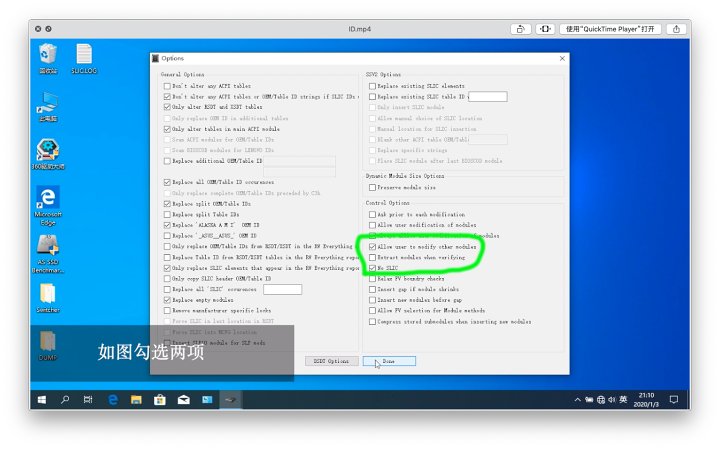 ID.mp4
使用"QuickTime Player"打开
回收站
SLIC.LOG
此电脑
360驱动大师
Microsoft Edge
AS SSD Benchmar...
Switcher
DUMP
Options
General Options
Don't alter any ACPI tables
Don't alter any ACPI tables or OEM/Table ID strings if SLIC IDs
Only alter RSDT and XSDT tables
Only replace OEM ID in additional tables
Only alter tables in main ACPI module
Scan ACPI modules for OEM/Table IDs
Scan BIOSCOD modules for LENOVO IDs
Replace additional OEM/Table ID
Replace all OEM/Table ID occurences
Only replace complete OEM/Table IDs preceded by C3h
Replace split OEM/Table IDs
Replace split Table IDs
Replace 'ALASKA A M I' OEM ID
Replace '_ASUS_,ASUS_' OEM ID
Only replace OEM/Table IDs from RSDT/XSDT in the RW Everything
Replace Table ID from RSDT/XSDT tables in the RW Everything repo
Only replace SLIC elements that appear in the RW Everything repo
Only copy SLIC header OEM/Table ID
Replace all 'SLIC' occurences
Replace empty modules
Remove manufacturer specific locks
Force SLIC in last location in RSDT
Force SLIC into MCFG location
Insert SLP10 module for SLP mods
SSV2 Options
Replace existing SLIC elements
Replace existing SLIC table ID
Only insert SLIC module
Allow manual choice of SLIC location
Manual location for SLIC insertion
Blank other ACPI table OEM/Tabl
Replace specific strings
Place SLIC module after last BIOSCOD module
Dynamic Module Size Options
Preserve module size
Control Options
Ask prior to each modification
Allow user modification of modules
Allow user to modify other modules
Extract modules when verifying
No SLIC
Relax FV boundry checks
Insert gap if module shrinks
Insert new modules before gap
Allow FV selection for Module methods
Compress stored submodules when inserting new modules
DSDT Options
Done
如图勾选两项
英
21:10
2020/1/3